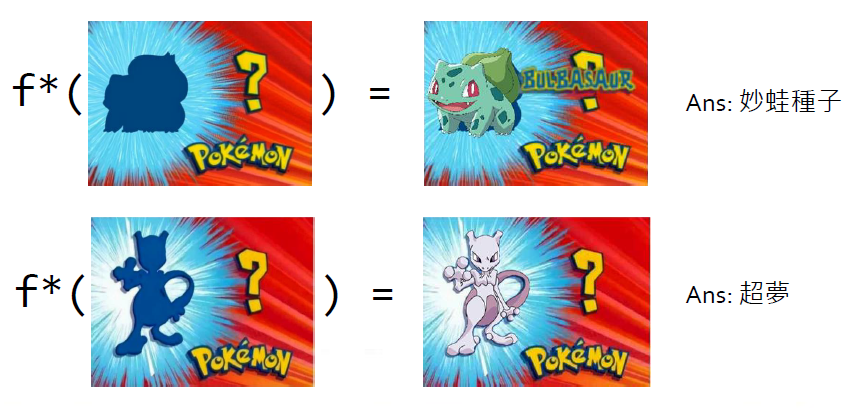 f*( ? POKéMON ) = BULBASAUR ? POKéMON Ans: 妙蛙種子
f*( ? POKéMON ) = ? POKéMON Ans: 超夢